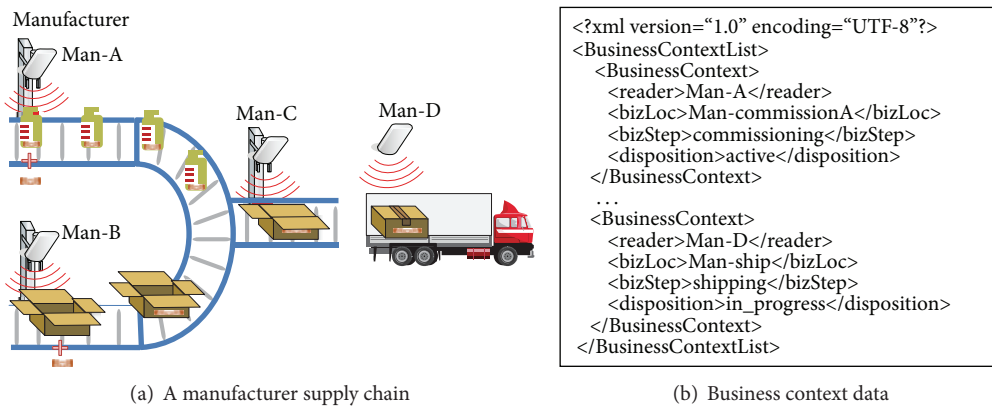 Manufacturer
Man-A
Man-C
Man-D
Man-B
(a) A manufacturer supply chain
<?xml version=“1.0” encoding=“UTF-8”?>
<BusinessContextList>
<BusinessContext>
<reader>Man-A</reader>
<bizLoc>Man-commissionA</bizLoc>
<bizStep>commissioning</bizStep>
<disposition>active</disposition>
</BusinessContext>
. . .
<BusinessContext>
<reader>Man-D</reader>
<bizLoc>Man-ship</bizLoc>
<bizStep>shipping</bizStep>
<disposition>in_progress</disposition>
</BusinessContext>
</BusinessContextList>
(b) Business context data